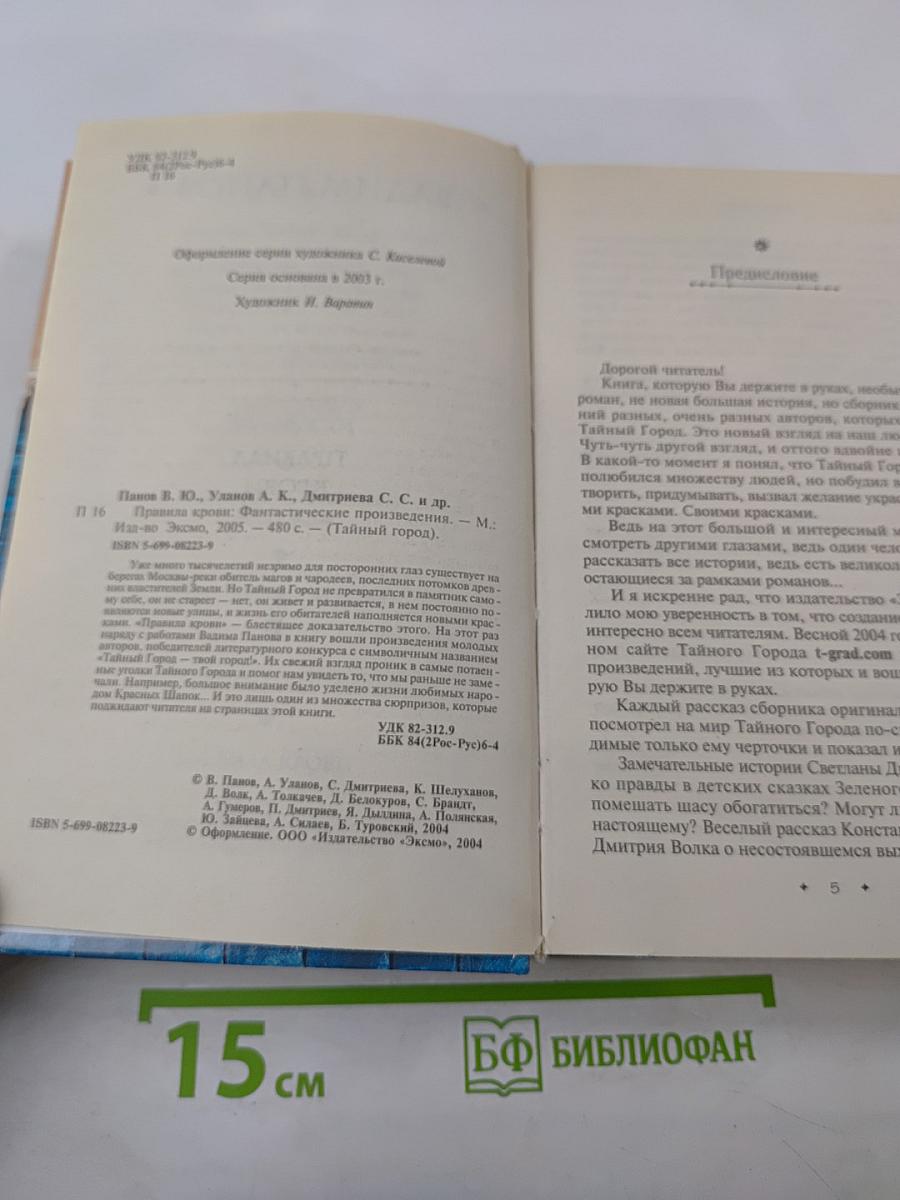 УДК 82-312.9
ББК 84(2Рос-Рус)6-4
П 16
Оформление серии художника С. Киселевой
Серия основана в 2003 г.
Художник И. Варавин
Панов В. Ю., Уланов А. К., Дмитриева С. С. и др.
П 16 Правила крови: Фантастические произведения. — М.:
Изд-во Эксмо, 2005. — 480 с. — (Тайный город).
ISBN 5-699-08223-9
Уже много тысячелетий незримо для посторонних глаз существует на
берегах Москвы-реки обитель магов и чародеев, последних потомков древ-
них властителей Земли. Но Тайный Город не превратился в памятник само-
му себе, он не стареет — нет, он живет и развивается, в нем постоянно по-
являются новые улицы, и жизнь его обитателей наполняется новыми крас-
ками. «Правила крови» — блестящее доказательство этого. На этот раз
наряду с работами Вадима Панова в книгу вошли произведения молодых
авторов, победителей литературного конкурса с символичным названием
«Тайный Город — твой город!». Их свежий взгляд проник в самые потаен-
ные уголки Тайного Города и помог нам увидеть то, что мы раньше не заме-
чали. Например, большое внимание было уделено жизни любимых наро-
дом Красных Шапок... И это лишь один из множества сюрпризов, которые
поджидают читателя на страницах этой книги.
УДК 82-312.9
ББК 84(2Рос-Рус)6-4
© В. Панов, А. Уланов, С. Дмитриева, К. Шелуханов,
Д. Волк, А. Толкачев, Д. Белокуров, С. Брандт,
А. Гумеров, П. Дмитриев, Я. Дылдина, А. Полянская,
Ю. Зайцева, А. Силаев, Б. Туровский, 2004
ISBN 5-699-08223-9
© Оформление. ООО «Издательство «Эксмо», 2004
Предисловие
Дорогой читатель!
Книга, которую Вы держите в руках, необы
роман, не новая большая история, но сборник
ний разных, очень разных авторов, которых
Тайный Город. Это новый взгляд на наш лю
Чуть-чуть другой взгляд, и оттого вдвойне
В какой-то момент я понял, что Тайный Гор
полюбился множеству людей, но побудил в
творить, придумывать, вызвал желание украс
ми красками. Своими красками.
Ведь на этот большой и интересный м
смотреть другими глазами, ведь один чело
рассказать все истории, ведь есть великол
остающиеся за рамками романов...
И я искренне рад, что издательство «Э
лило мою уверенность в том, что создание
интересно всем читателям. Весной 2004 го
ном сайте Тайного Города t-grad.com
произведений, лучшие из которых и вош
рую Вы держите в руках.
Каждый рассказ сборника оригинал
посмотрел на мир Тайного Города по-с
димые только ему черточки и показал и
Замечательные истории Светланы Д
ко правды в детских сказках Зеленого
помешать шасу обогатиться? Могут л
настоящему? Веселый рассказ Конста
Дмитрия Волка о несостоявшемся вых
5
15 см
БФ БИБЛИОФАН